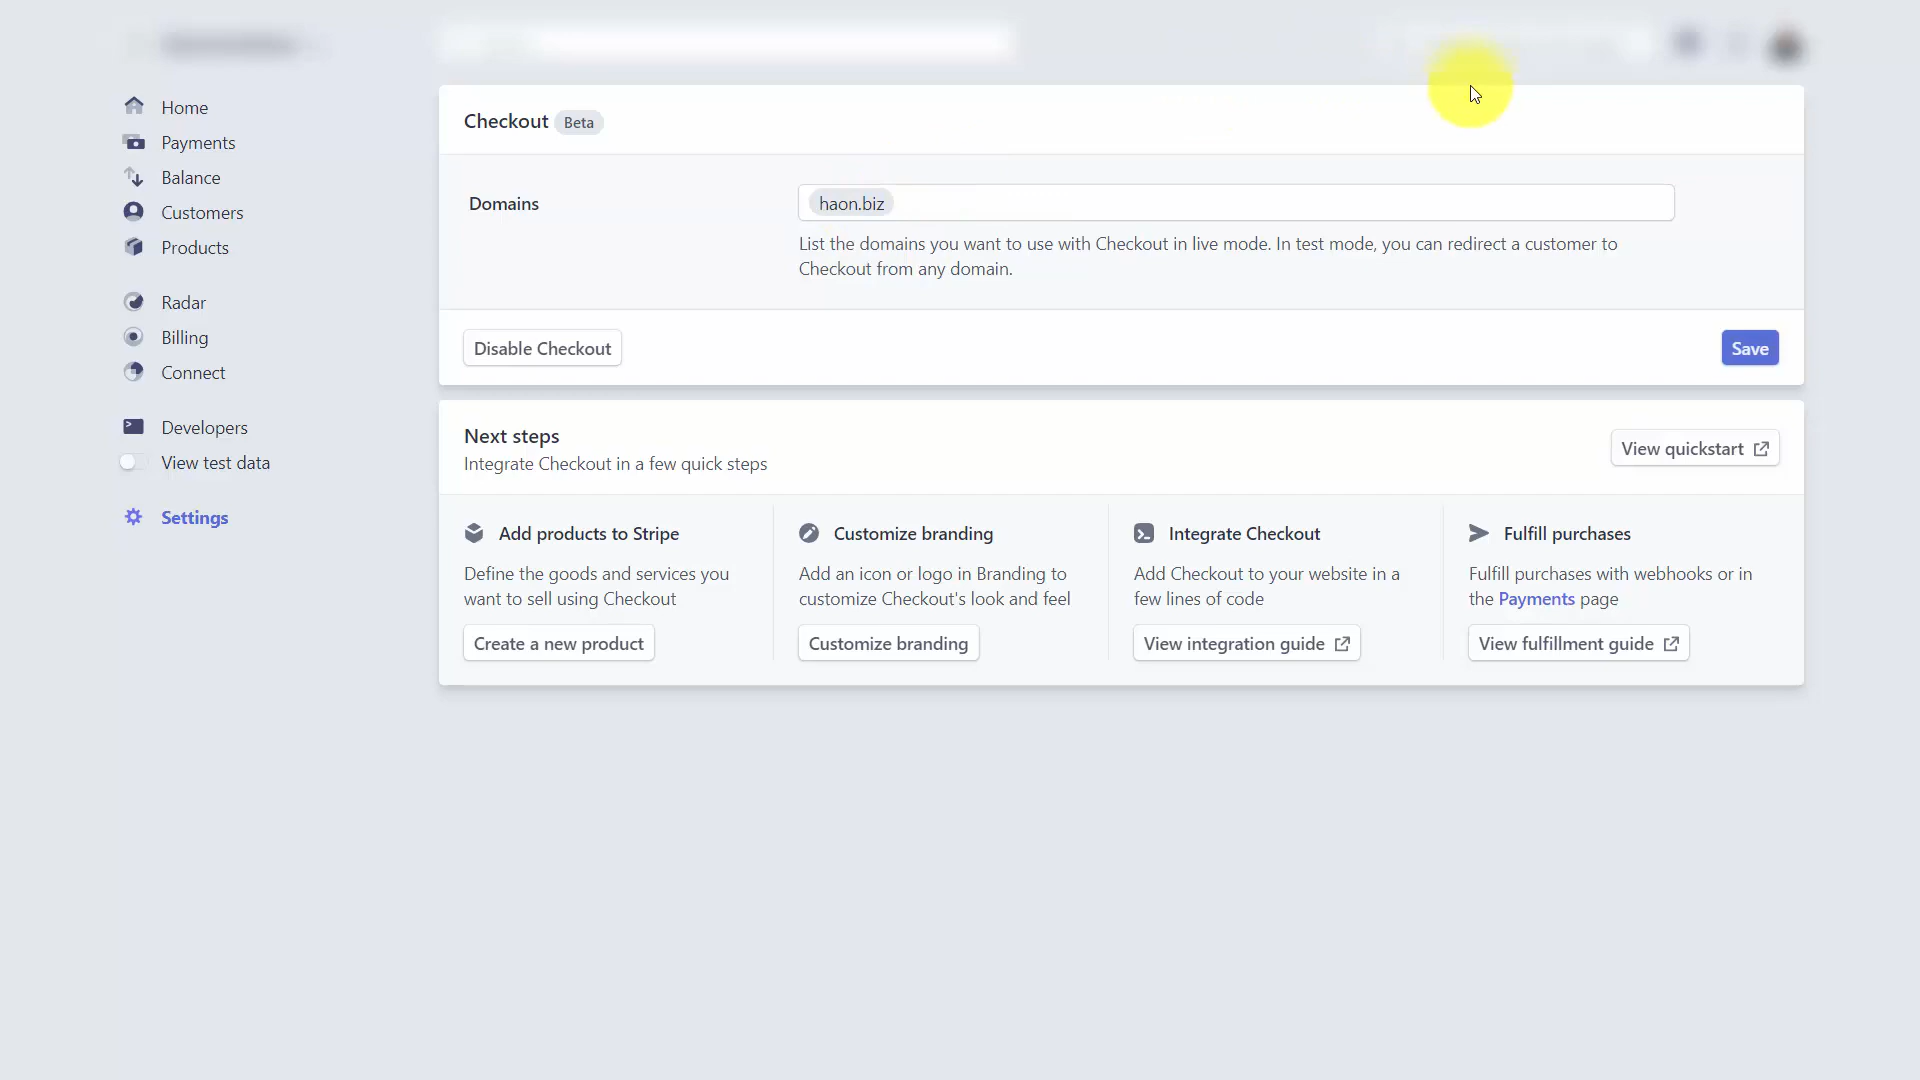 Home
Payments
Balance
Customers
Products
Radar
Billing
Connect
Developers
View test data
Settings
Checkout Beta
Domains
haon.biz
List the domains you want to use with Checkout in live mode. In test mode, you can redirect a customer to
Checkout from any domain.
Disable Checkout
Save
Next steps
Integrate Checkout in a few quick steps
View quickstart
Add products to Stripe
Define the goods and services you
want to sell using Checkout
Create a new product
Customize branding
Add an icon or logo in Branding to
customize Checkout's look and feel
Customize branding
Integrate Checkout
Add Checkout to your website in a
few lines of code
View integration guide
Fulfill purchases
Fulfill purchases with webhooks or in
the Payments page
View fulfillment guide